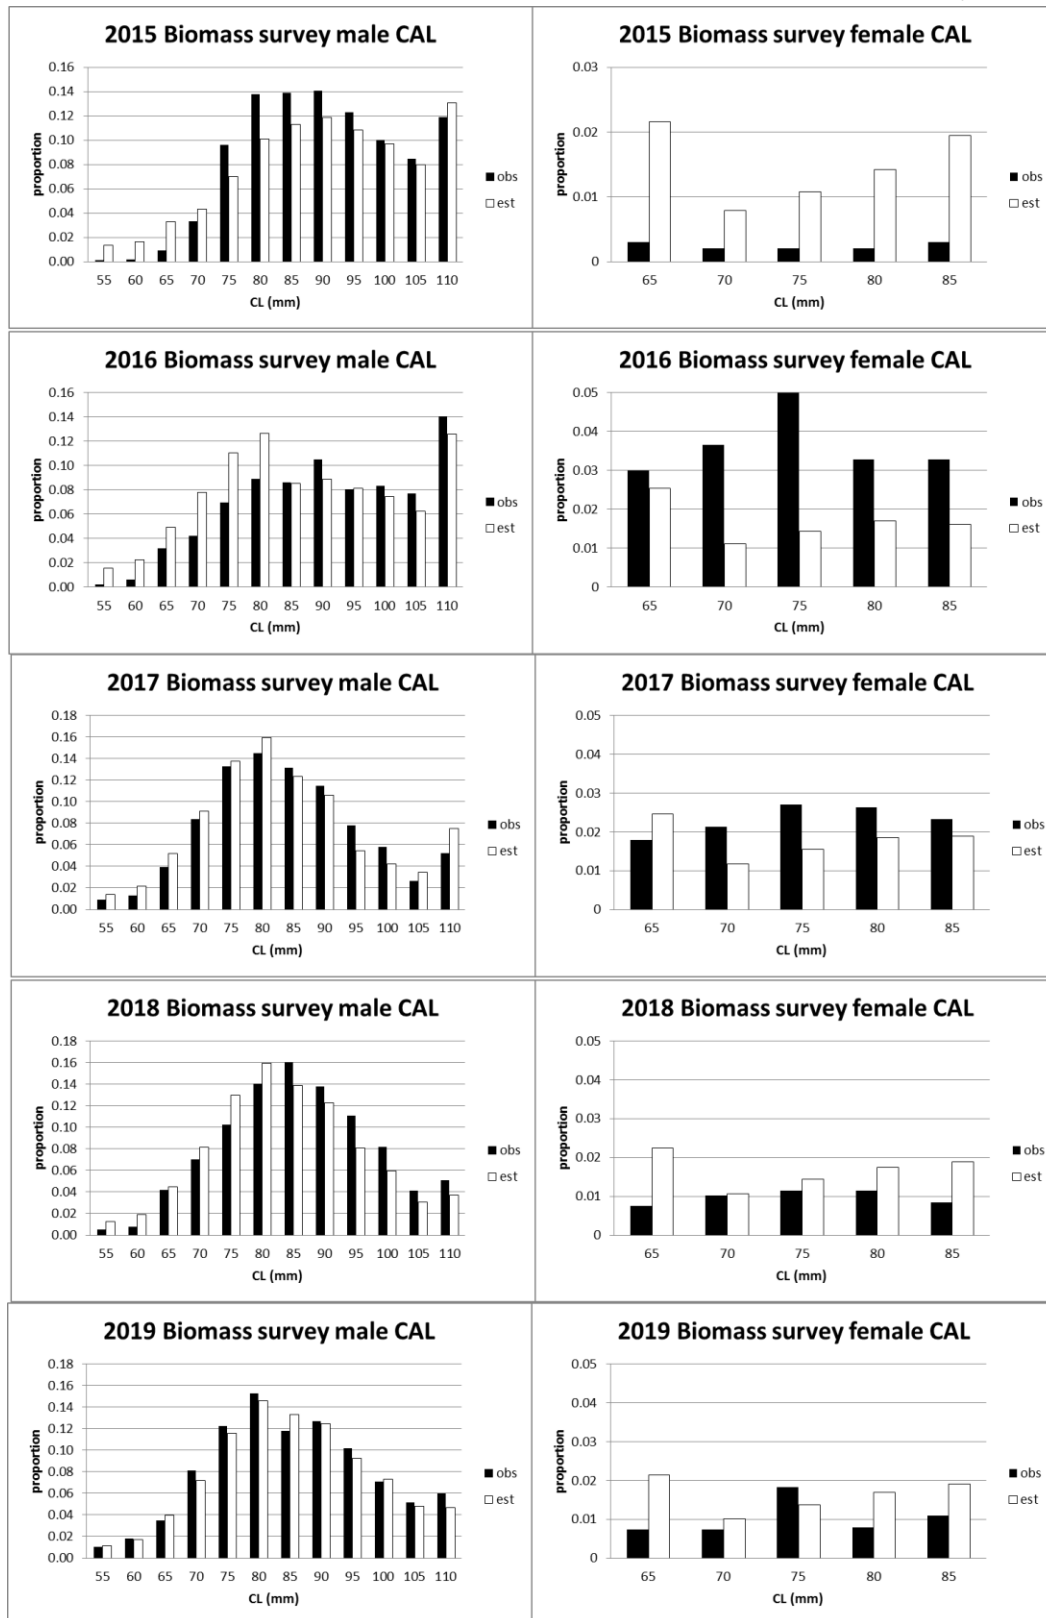 2015 Biomass survey male CAL
0.16
0.14
0.12
0.10
0.08
0.06
0.04
0.02
0.00
proportion
55 60 65 70 75 80 85 90 95 100 105 110
CL (mm)
obs
est
2015 Biomass survey female CAL
0.03
0.02
0.01
0
proportion
65 70 75 80 85
CL (mm)
obs
est
2016 Biomass survey male CAL
0.16
0.14
0.12
0.10
0.08
0.06
0.04
0.02
0.00
proportion
55 60 65 70 75 80 85 90 95 100 105 110
CL (mm)
obs
est
2016 Biomass survey female CAL
0.05
0.04
0.03
0.02
0.01
0
proportion
65 70 75 80 85
CL (mm)
obs
est
2017 Biomass survey male CAL
0.18
0.16
0.14
0.12
0.10
0.08
0.06
0.04
0.02
0.00
proportion
55 60 65 70 75 80 85 90 95 100 105 110
CL (mm)
obs
est
2017 Biomass survey female CAL
0.05
0.04
0.03
0.02
0.01
0
proportion
65 70 75 80 85
CL (mm)
obs
est
2018 Biomass survey male CAL
0.18
0.16
0.14
0.12
0.10
0.08
0.06
0.04
0.02
0.00
proportion
55 60 65 70 75 80 85 90 95 100 105 110
CL (mm)
obs
est
2018 Biomass survey female CAL
0.05
0.04
0.03
0.02
0.01
0
proportion
65 70 75 80 85
CL (mm)
obs
est
2019 Biomass survey male CAL
0.18
0.16
0.14
0.12
0.10
0.08
0.06
0.04
0.02
0.00
proportion
55 60 65 70 75 80 85 90 95 100 105 110
CL (mm)
obs
est
2019 Biomass survey female CAL
0.05
0.04
0.03
0.02
0.01
0
proportion
65 70 75 80 85
CL (mm)
obs
est